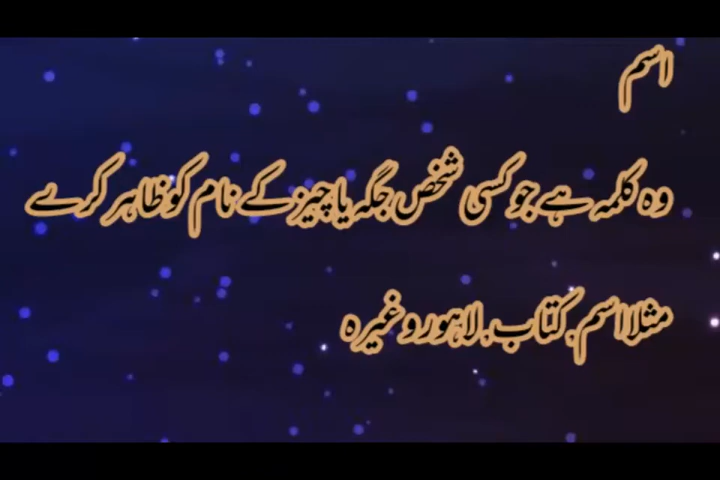 اسم
وہ کلمہ ہے جو کسی شخص جگہ یا چیز کے نام کو ظاہر کرے
مثلا اسم. کتاب. لاہور وغیرہ